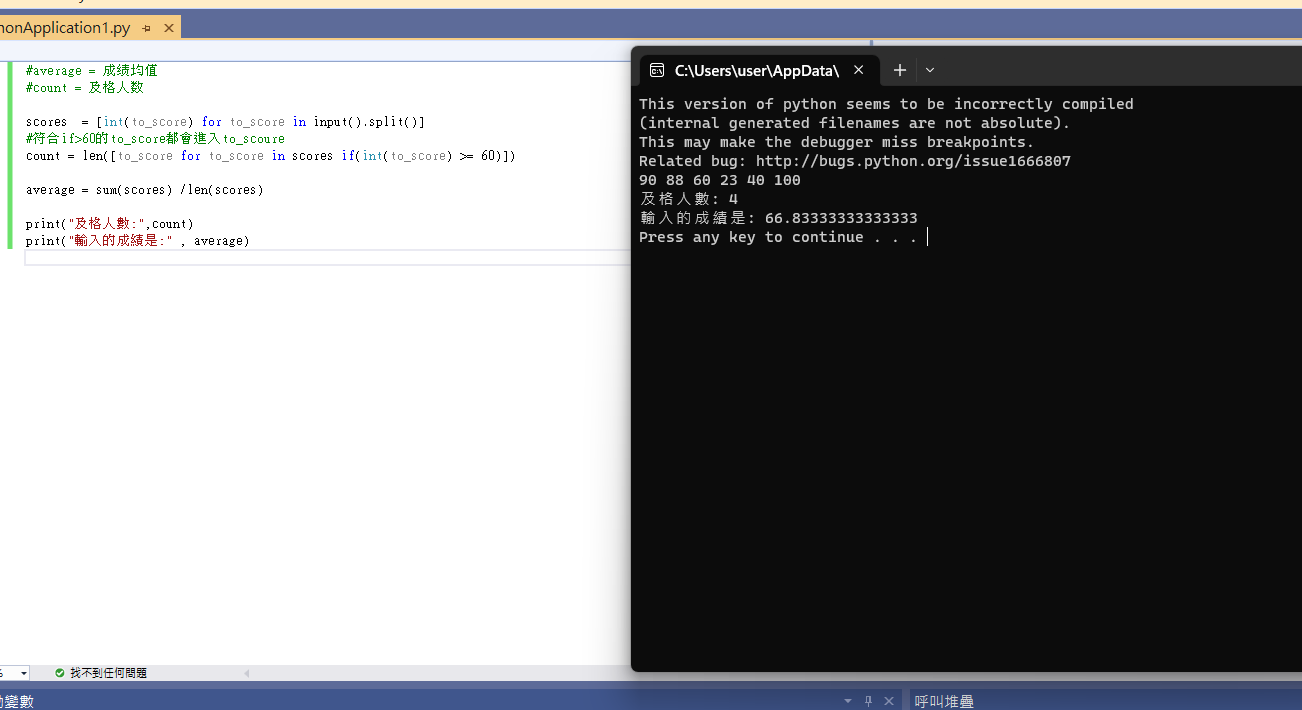 nonApplication1.py
#average = 成绩均值
#count = 及格人数
scores  = [int(to_score) for to_score in input().split()]
#符合if>60的to_score都會進入to_scoure
count = len([to_score for to_score in scores if(int(to_score) >= 60)])
average = sum(scores) /len(scores)
print("及格人數:",count)
print("輸入的成績是:" , average)
C:\Users\user\AppData\
This version of python seems to be incorrectly compiled
(internal generated filenames are not absolute).
This may make the debugger miss breakpoints.
Related bug: http://bugs.python.org/issue1666807
90 88 60 23 40 100
及格人數: 4
輸入的成績是: 66.83333333333333
Press any key to continue . . .
找不到任何問題
變數
呼叫堆疊